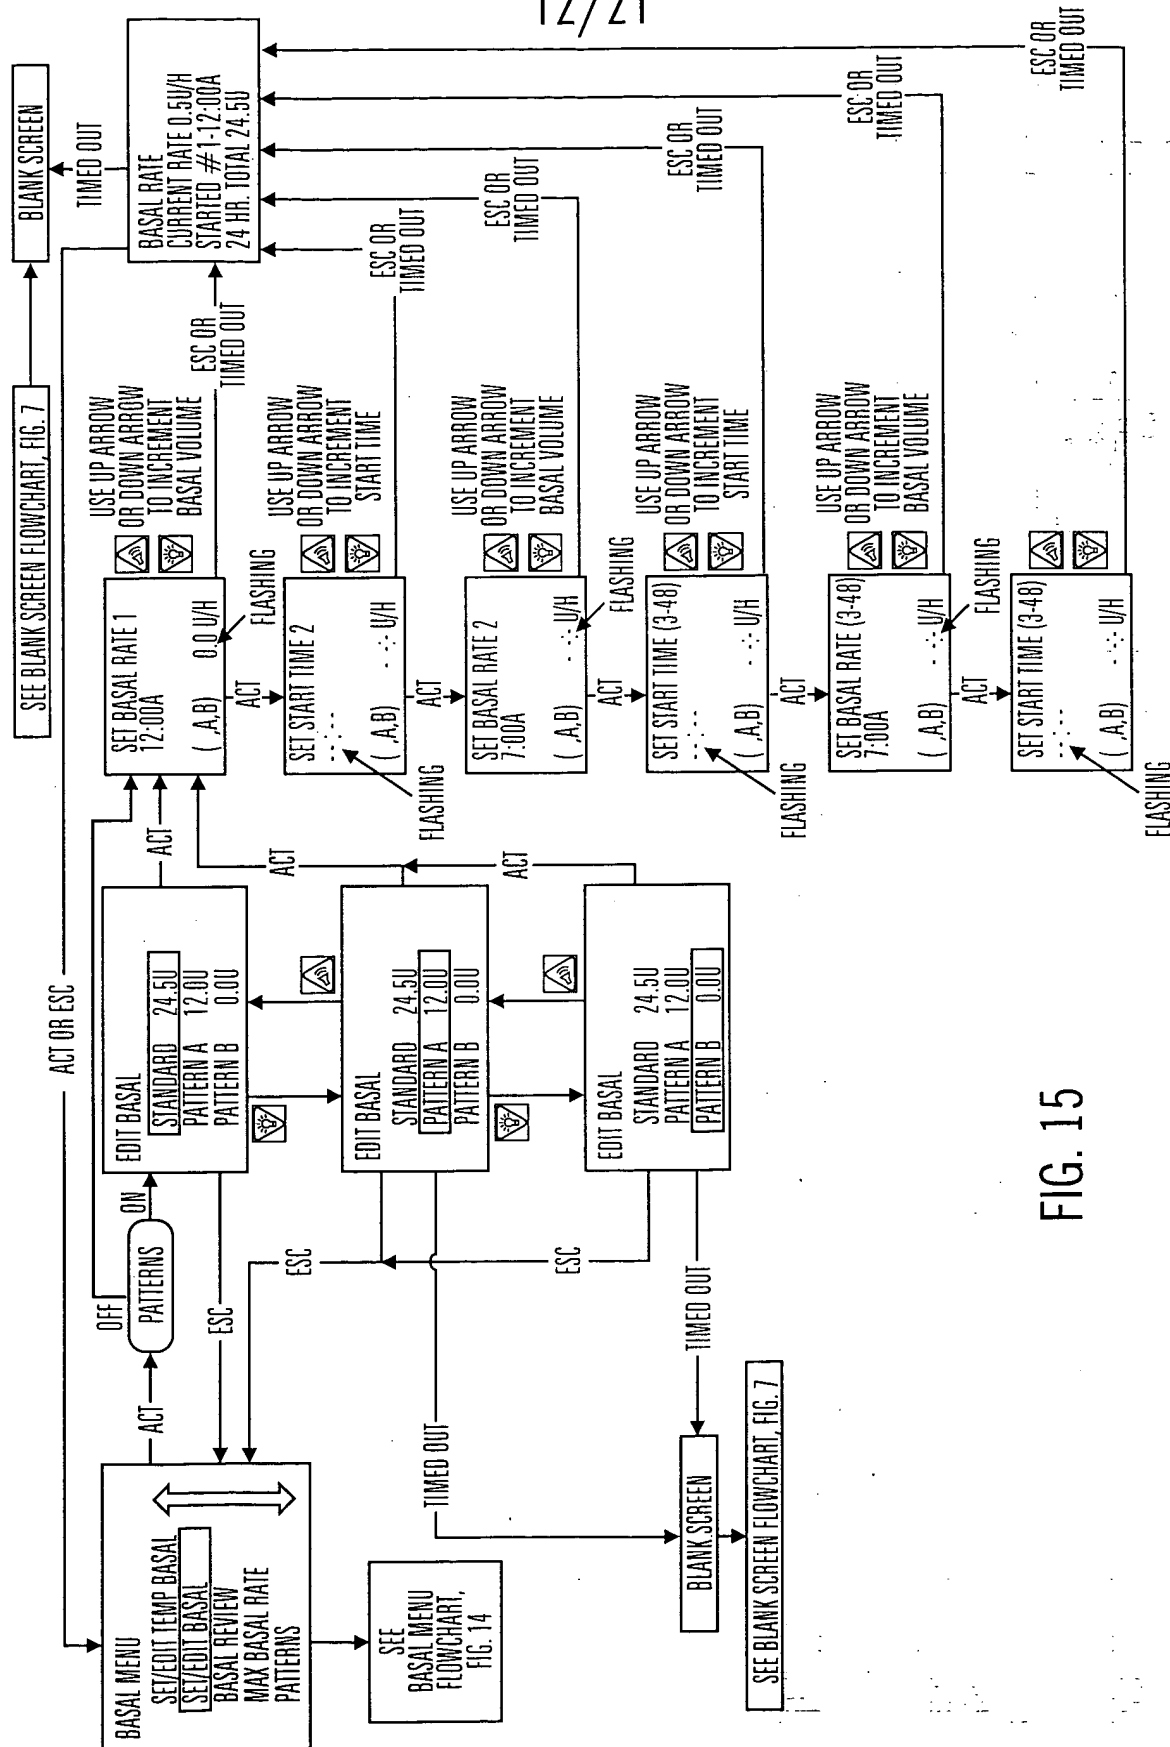 17/21
BASAL MENU
SET/EDIT TEMP BASAL
SET/EDIT BASAL
BASAL REVIEW
MAX BASAL RATE
PATTERNS
SEE
BASAL MENU
FLOWCHART,
FIG. 14
ACT OR ESC
ACT
OFF
PATTERNS
ON
ESC
ESC
ESC
TIMED OUT
TIMED OUT
BLANK SCREEN
SEE BLANK SCREEN FLOWCHART, FIG. 7
EDIT BASAL
STANDARD 24.5U
PATTERN A 12.0U
PATTERN B 0.0U
EDIT BASAL
STANDARD 24.5U
PATTERN A 12.0U
PATTERN B 0.0U
EDIT BASAL
STANDARD 24.5U
PATTERN A 12.0U
PATTERN B 0.0U
ACT
ACT
ACT
SET BASAL RATE 1
12:00A
( ,A,B) 0.0 U/H
FLASHING
USE UP ARROW
OR DOWN ARROW
TO INCREMENT
BASAL VOLUME
ESC OR
TIMED OUT
ACT
SET START TIME 2
--:--
( ,A,B) -.- U/H
FLASHING
USE UP ARROW
OR DOWN ARROW
TO INCREMENT
START TIME
ESC OR
TIMED OUT
ACT
SET BASAL RATE 2
7:00A
( ,A,B) -.- U/H
FLASHING
USE UP ARROW
OR DOWN ARROW
TO INCREMENT
BASAL VOLUME
ESC OR
TIMED OUT
ACT
SET START TIME (3-48)
--:--
( ,A,B) -.- U/H
FLASHING
USE UP ARROW
OR DOWN ARROW
TO INCREMENT
START TIME
ESC OR
TIMED OUT
ACT
SET BASAL RATE (3-48)
7:00A
( ,A,B) -.- U/H
FLASHING
USE UP ARROW
OR DOWN ARROW
TO INCREMENT
BASAL VOLUME
ESC OR
TIMED OUT
ACT
SET START TIME (3-48)
--:--
( ,A,B) -.- U/H
FLASHING
ESC OR
TIMED OUT
SEE BLANK SCREEN FLOWCHART, FIG. 7
BLANK SCREEN
TIMED OUT
BASAL RATE
CURRENT RATE 0.5U/H
STARTED #1-12:00A
24 HR. TOTAL 24.5U
FIG. 15